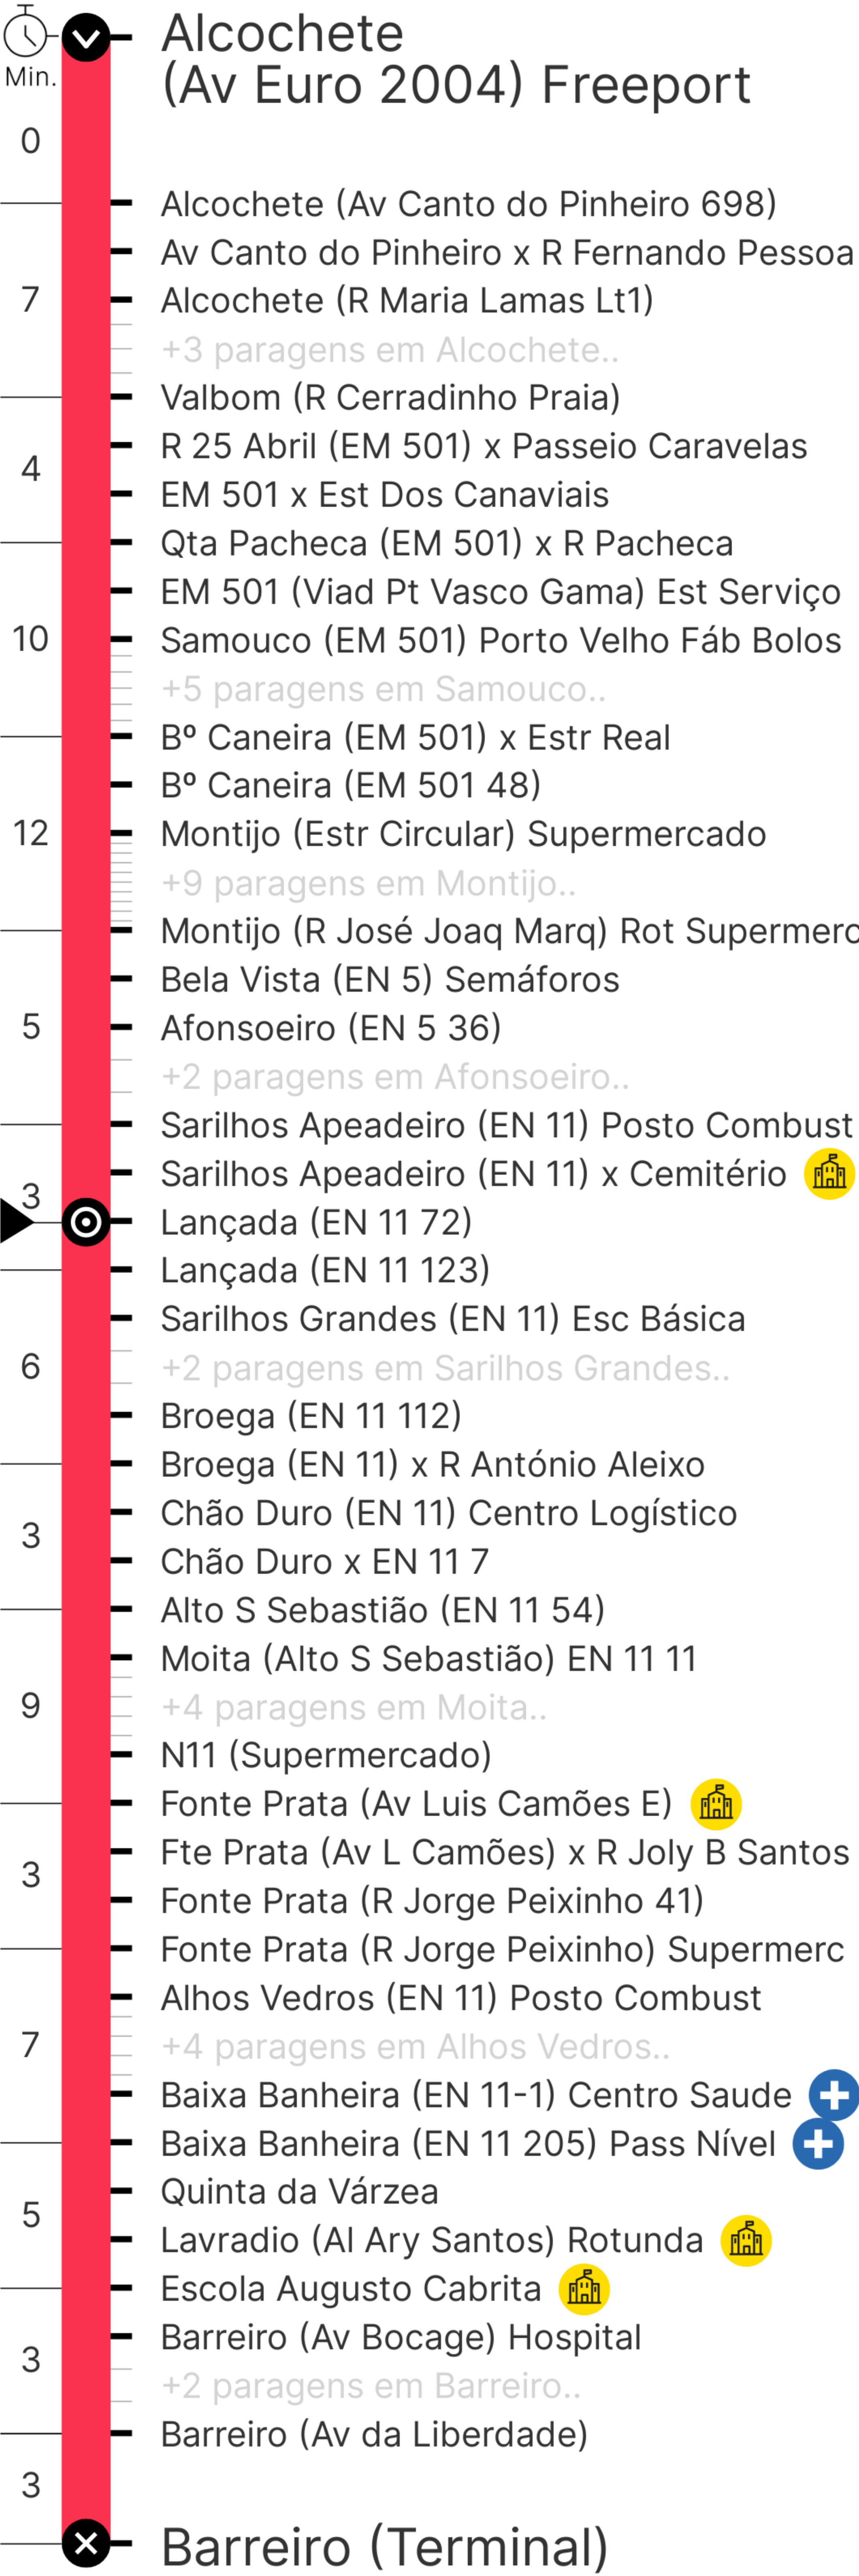 Alcochete
(Av Euro 2004) Freeport
Min.
0
Alcochete (Av Canto do Pinheiro 698)
Av Canto do Pinheiro x R Fernando Pessoa
7
Alcochete (R Maria Lamas Lt1)
+3 paragens em Alcochete..
Valbom (R Cerradinho Praia)
R 25 Abril (EM 501) x Passeio Caravelas
4
EM 501 x Est Dos Canaviais
Qta Pacheca (EM 501) x R Pacheca
EM 501 (Viad Pt Vasco Gama) Est Serviço
10
Samouco (EM 501) Porto Velho Fáb Bolos
+5 paragens em Samouco..
Bº Caneira (EM 501) x Estr Real
Bº Caneira (EM 501 48)
12
Montijo (Estr Circular) Supermercado
+9 paragens em Montijo..
Montijo (R José Joaq Marq) Rot Supermerc
Bela Vista (EN 5) Semáforos
5
Afonsoeiro (EN 5 36)
+2 paragens em Afonsoeiro..
Sarilhos Apeadeiro (EN 11) Posto Combust
Sarilhos Apeadeiro (EN 11) x Cemitério
3
Lançada (EN 11 72)
Lançada (EN 11 123)
Sarilhos Grandes (EN 11) Esc Básica
6
+2 paragens em Sarilhos Grandes..
Broega (EN 11 112)
Broega (EN 11) x R António Aleixo
Chão Duro (EN 11) Centro Logístico
3
Chão Duro x EN 11 7
Alto S Sebastião (EN 11 54)
Moita (Alto S Sebastião) EN 11 11
9
+4 paragens em Moita..
N11 (Supermercado)
Fonte Prata (Av Luis Camões E)
Fte Prata (Av L Camões) x R Joly B Santos
3
Fonte Prata (R Jorge Peixinho 41)
Fonte Prata (R Jorge Peixinho) Supermerc
Alhos Vedros (EN 11) Posto Combust
7
+4 paragens em Alhos Vedros..
Baixa Banheira (EN 11-1) Centro Saude
Baixa Banheira (EN 11 205) Pass Nível
Quinta da Várzea
5
Lavradio (Al Ary Santos) Rotunda
Escola Augusto Cabrita
Barreiro (Av Bocage) Hospital
3
+2 paragens em Barreiro..
Barreiro (Av da Liberdade)
3
Barreiro (Terminal)